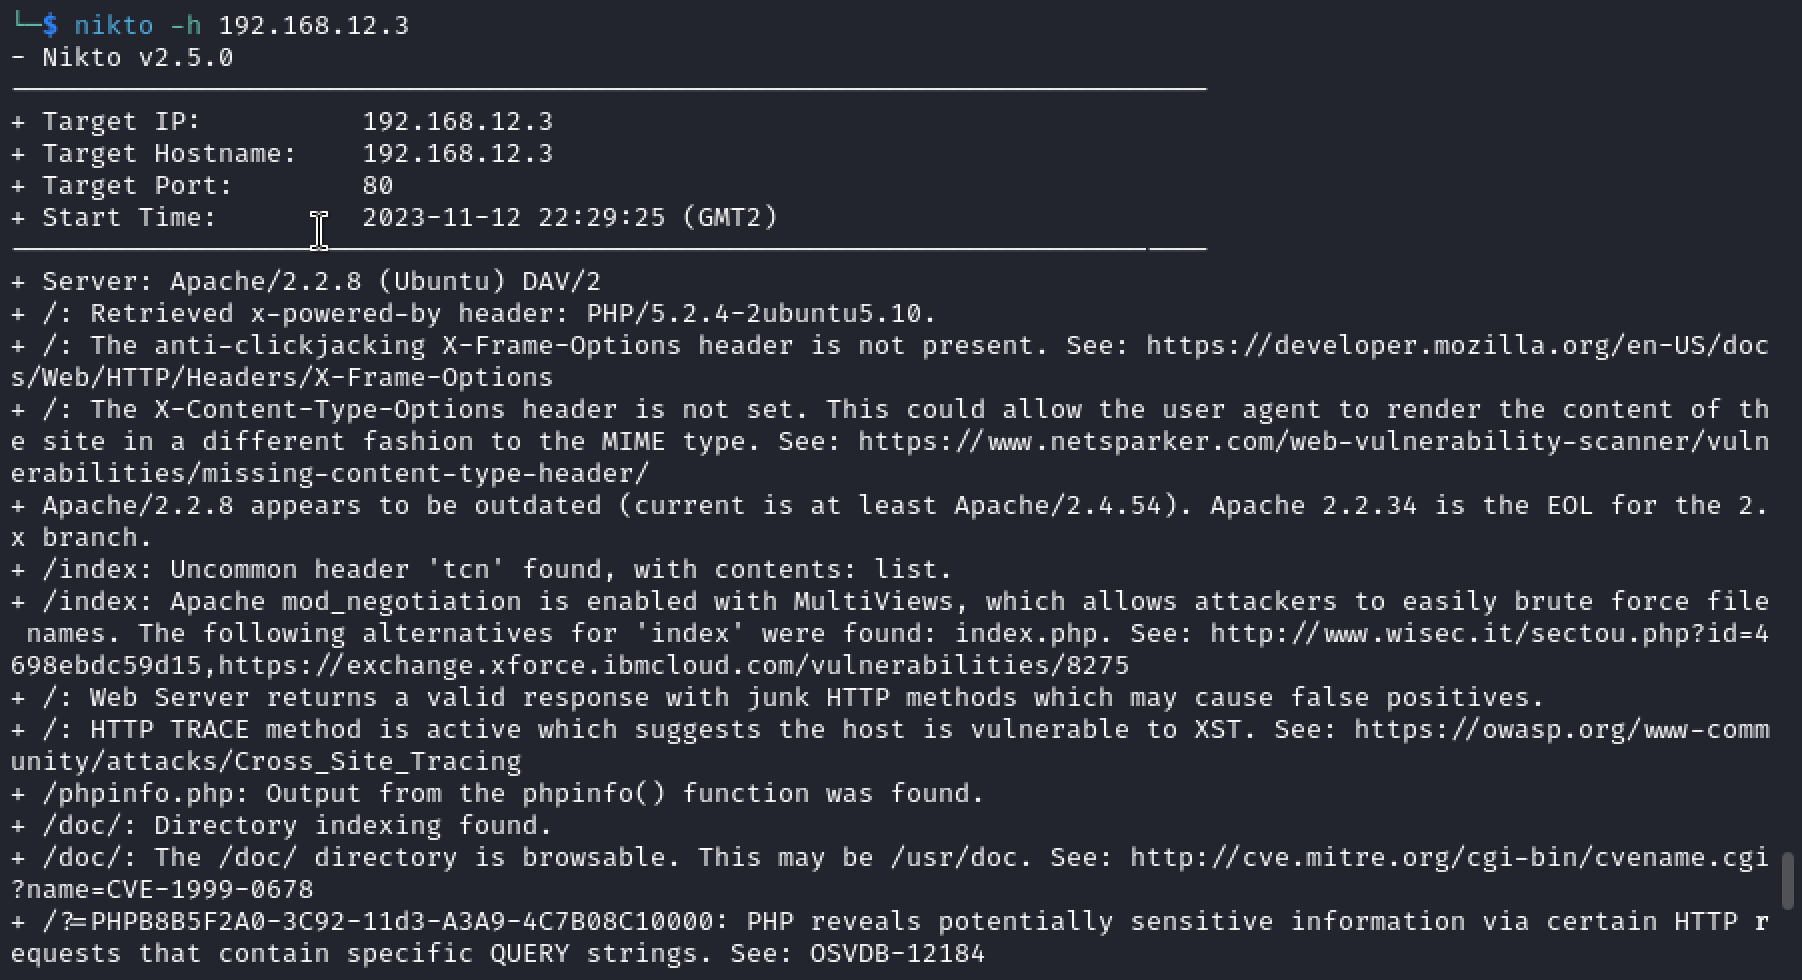 └─$ nikto -h 192.168.12.3
- Nikto v2.5.0
+ Target IP:          192.168.12.3
+ Target Hostname:    192.168.12.3
+ Target Port:        80
+ Start Time:         2023-11-12 22:29:25 (GMT2)
+ Server: Apache/2.2.8 (Ubuntu) DAV/2
+ /: Retrieved x-powered-by header: PHP/5.2.4-2ubuntu5.10.
+ /: The anti-clickjacking X-Frame-Options header is not present. See: https://developer.mozilla.org/en-US/doc
s/Web/HTTP/Headers/X-Frame-Options
+ /: The X-Content-Type-Options header is not set. This could allow the user agent to render the content of th
e site in a different fashion to the MIME type. See: https://www.netsparker.com/web-vulnerability-scanner/vuln
erabilities/missing-content-type-header/
+ Apache/2.2.8 appears to be outdated (current is at least Apache/2.4.54). Apache 2.2.34 is the EOL for the 2.
x branch.
+ /index: Uncommon header 'tcn' found, with contents: list.
+ /index: Apache mod_negotiation is enabled with MultiViews, which allows attackers to easily brute force file
 names. The following alternatives for 'index' were found: index.php. See: http://www.wisec.it/sectou.php?id=4
698ebdc59d15,https://exchange.xforce.ibmcloud.com/vulnerabilities/8275
+ /: Web Server returns a valid response with junk HTTP methods which may cause false positives.
+ /: HTTP TRACE method is active which suggests the host is vulnerable to XST. See: https://owasp.org/www-comm
unity/attacks/Cross_Site_Tracing
+ /phpinfo.php: Output from the phpinfo() function was found.
+ /doc/: Directory indexing found.
+ /doc/: The /doc/ directory is browsable. This may be /usr/doc. See: http://cve.mitre.org/cgi-bin/cvename.cgi
?name=CVE-1999-0678
+ /?=PHPB8B5F2A0-3C92-11d3-A3A9-4C7B08C10000: PHP reveals potentially sensitive information via certain HTTP r
equests that contain specific QUERY strings. See: OSVDB-12184